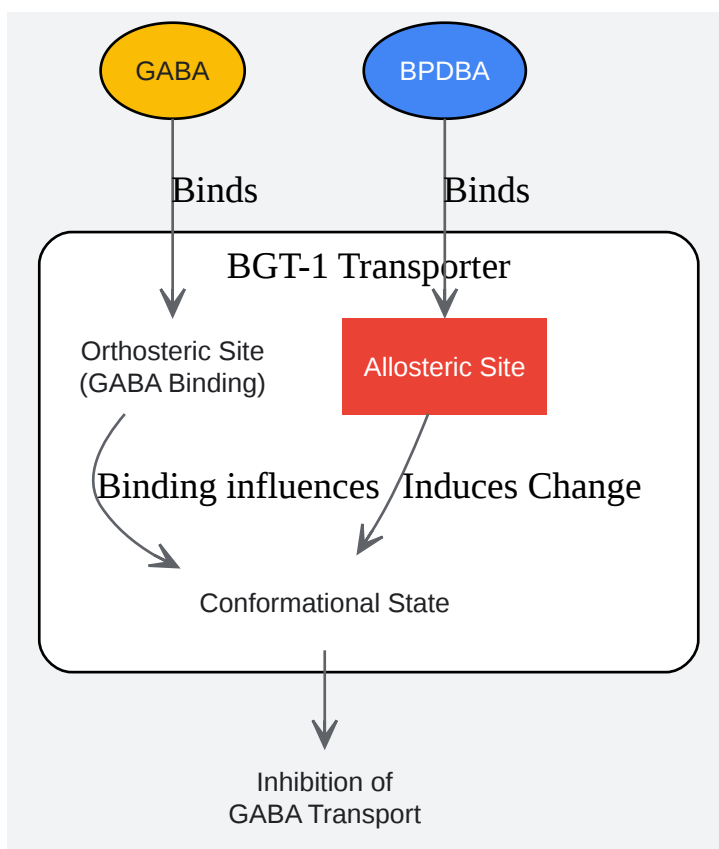 GABA
BPDBA
Binds
Binds
BGT-1 Transporter
Orthosteric Site
(GABA Binding)
Allosteric Site
Binding influences
Induces Change
Conformational State
Inhibition of
GABA Transport